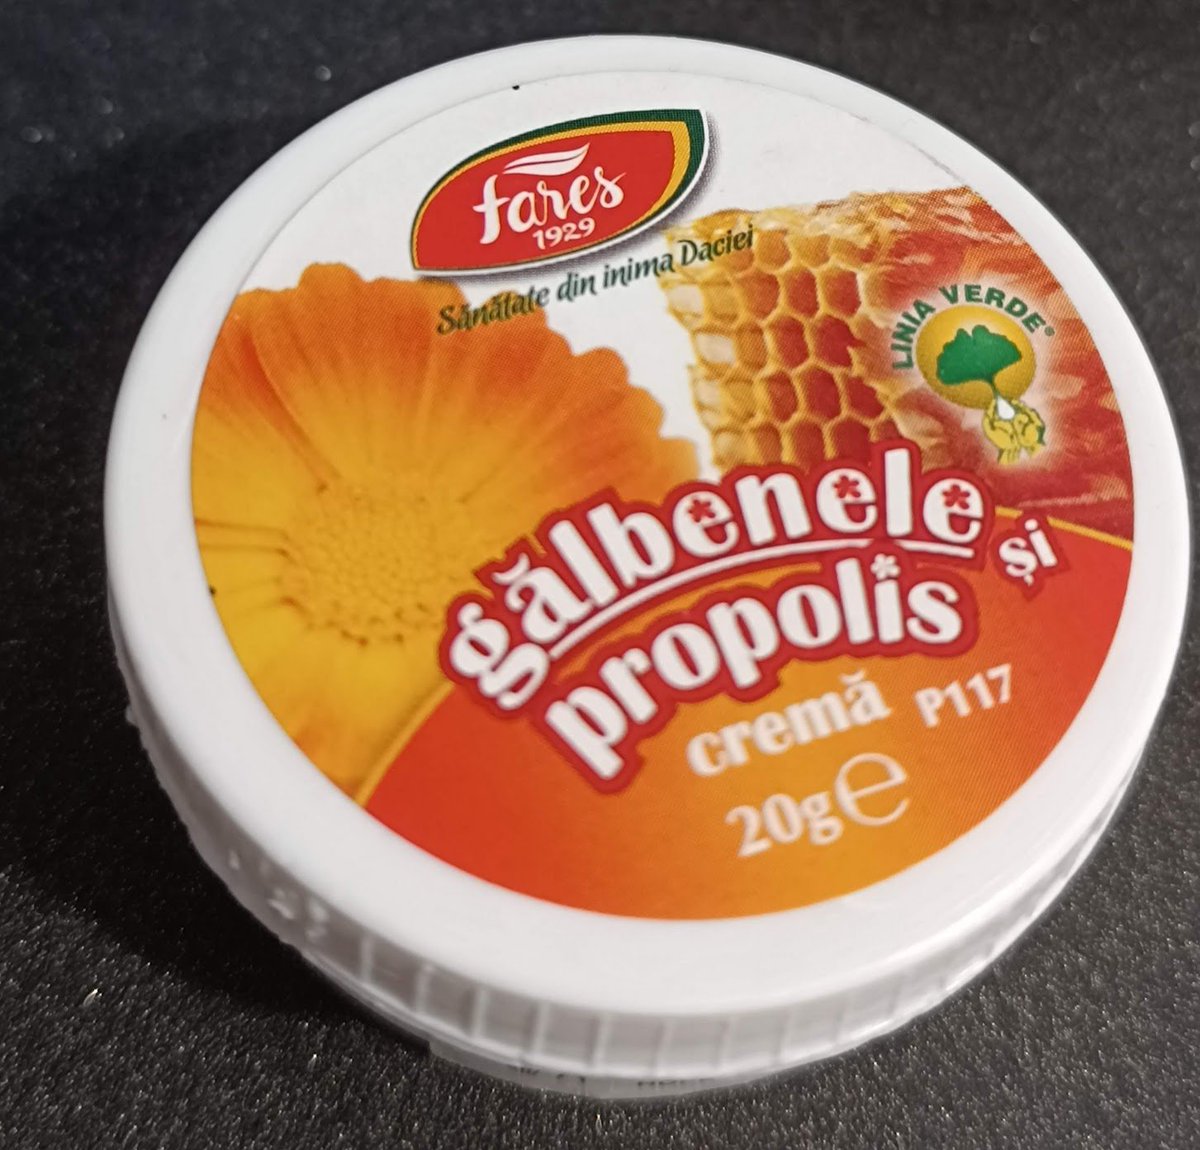 fares
1929
Sănătate din inima Daciei
LINIA VERDE®
gălbenele și
propolis
cremă P117
20g ℮